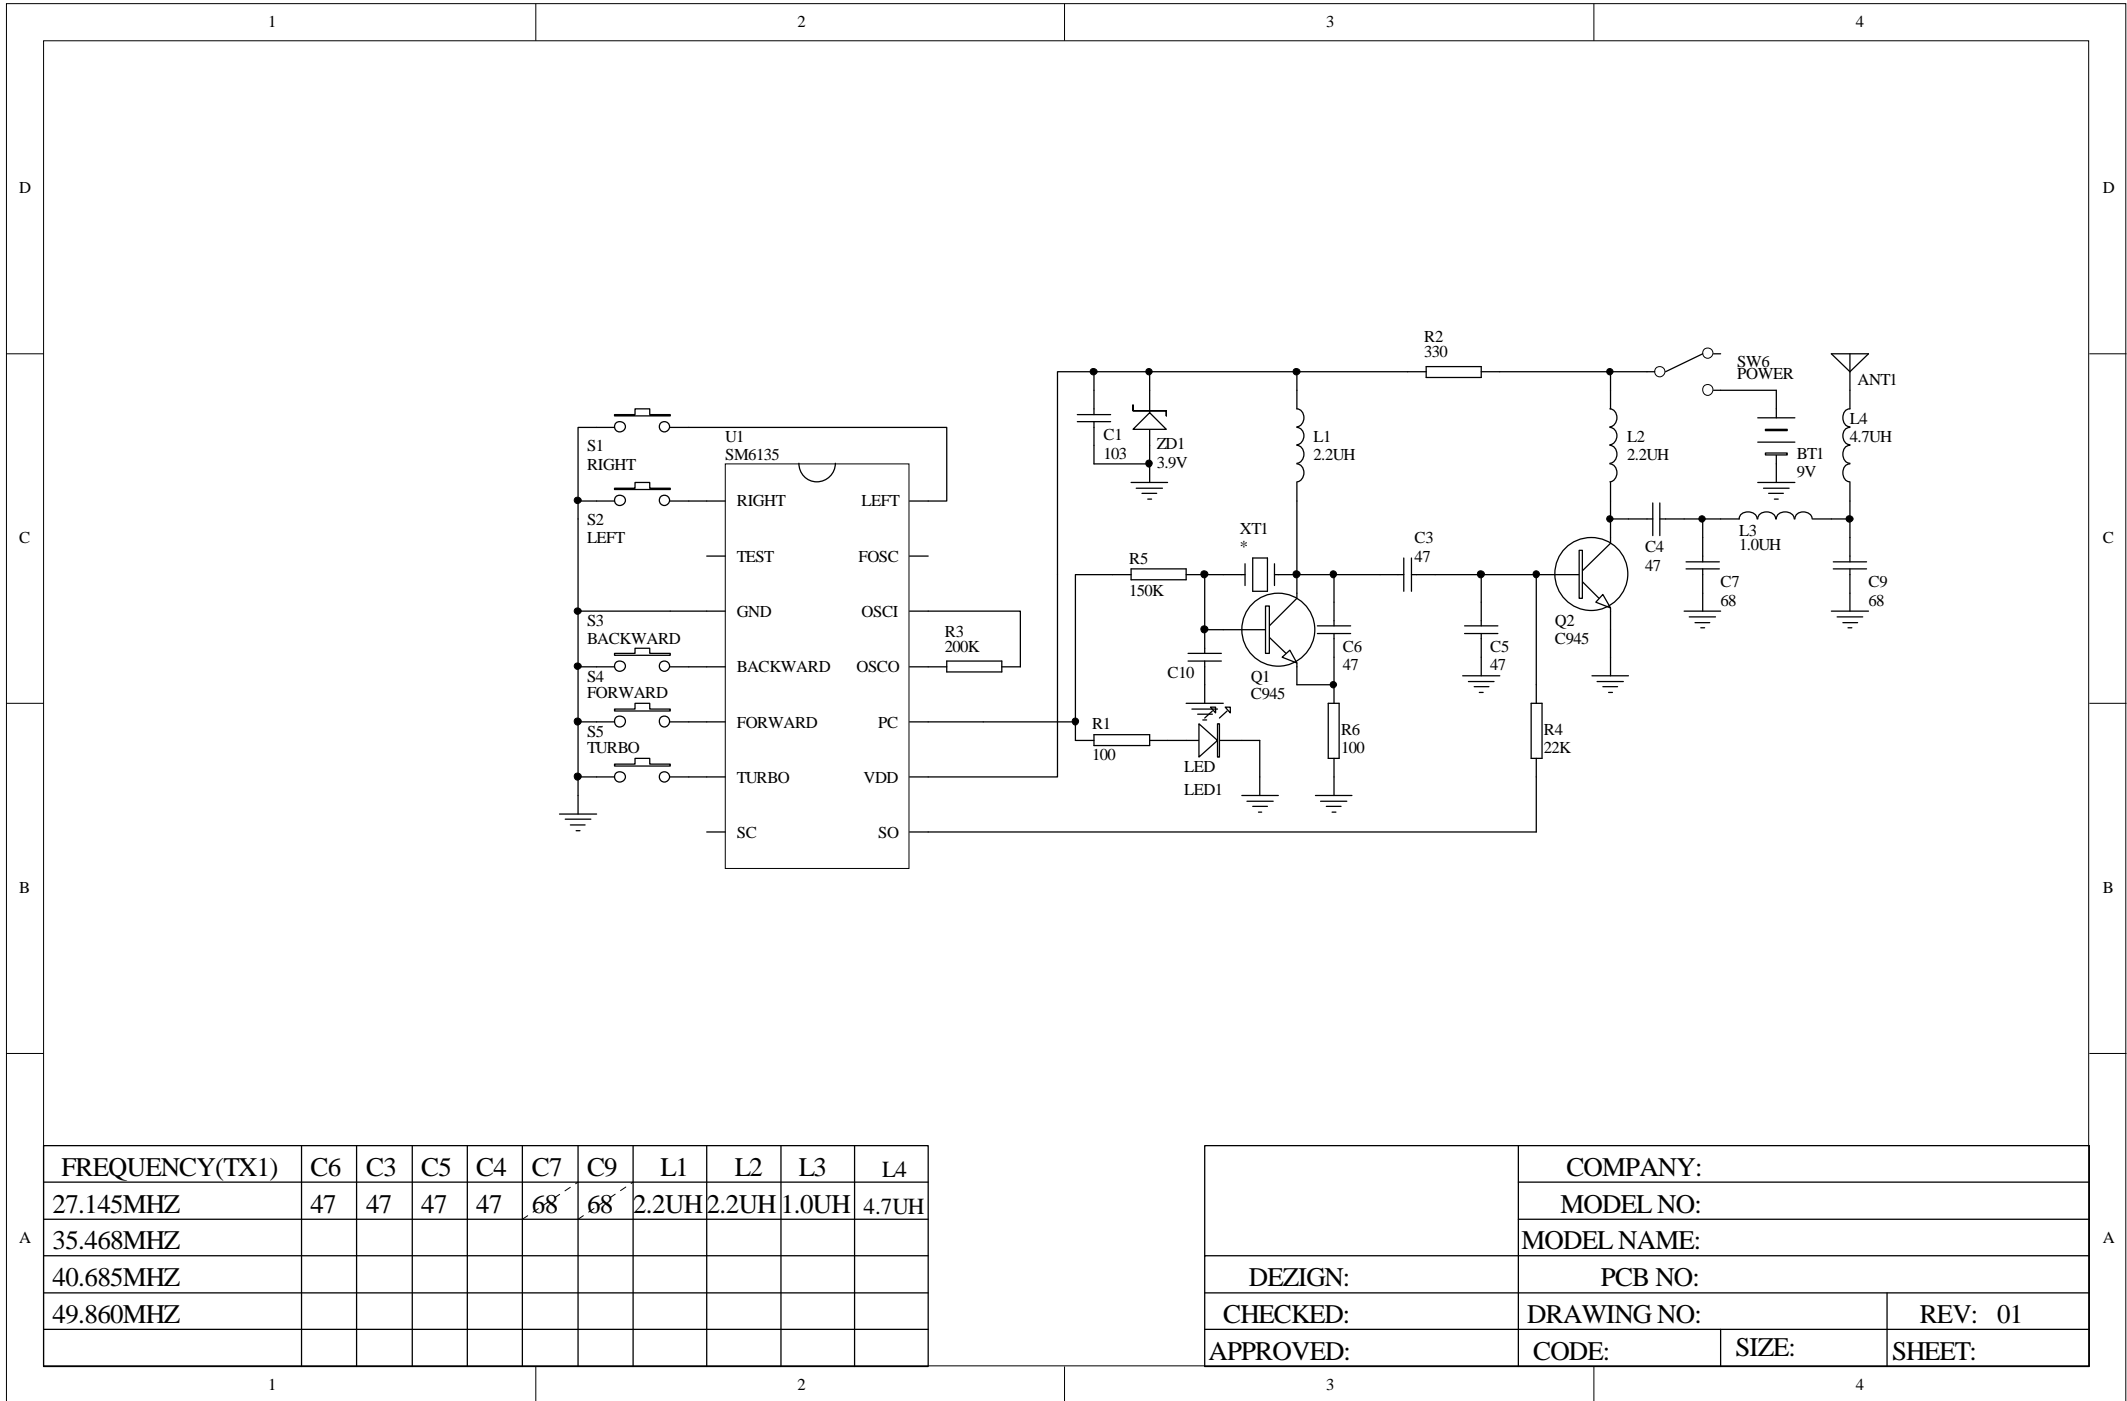 1 2 3 4
D D
C C
B B
A A
R2
330
SW6
POWER
ANT1
S1
RIGHT
U1
SM6135
C1
103
ZD1
3.9V
L1
2.2UH
L2
2.2UH
BT1
9V
L4
4.7UH
S2
LEFT
RIGHT LEFT
TEST FOSC
GND OSCI
BACKWARD OSCO
FORWARD PC
TURBO VDD
SC SO
S3
BACKWARD
S4
FORWARD
S5
TURBO
R3
200K
R5
150K
XT1
*
C3
47
C4
47
L3
1.0UH
C7
68
C9
68
C10
Q1
C945
C6
47
C5
47
Q2
C945
R1
100
LED
LED1
R6
100
R4
22K
FREQUENCY(TX1) C6 C3 C5 C4 C7 C9 L1 L2 L3 L4
27.145MHZ 47 47 47 47 68 68 2.2UH 2.2UH 1.0UH 4.7UH
35.468MHZ
40.685MHZ
49.860MHZ
COMPANY:
MODEL NO:
MODEL NAME:
DEZIGN: PCB NO:
CHECKED: DRAWING NO: REV: 01
APPROVED: CODE: SIZE: SHEET:
1 2 3 4